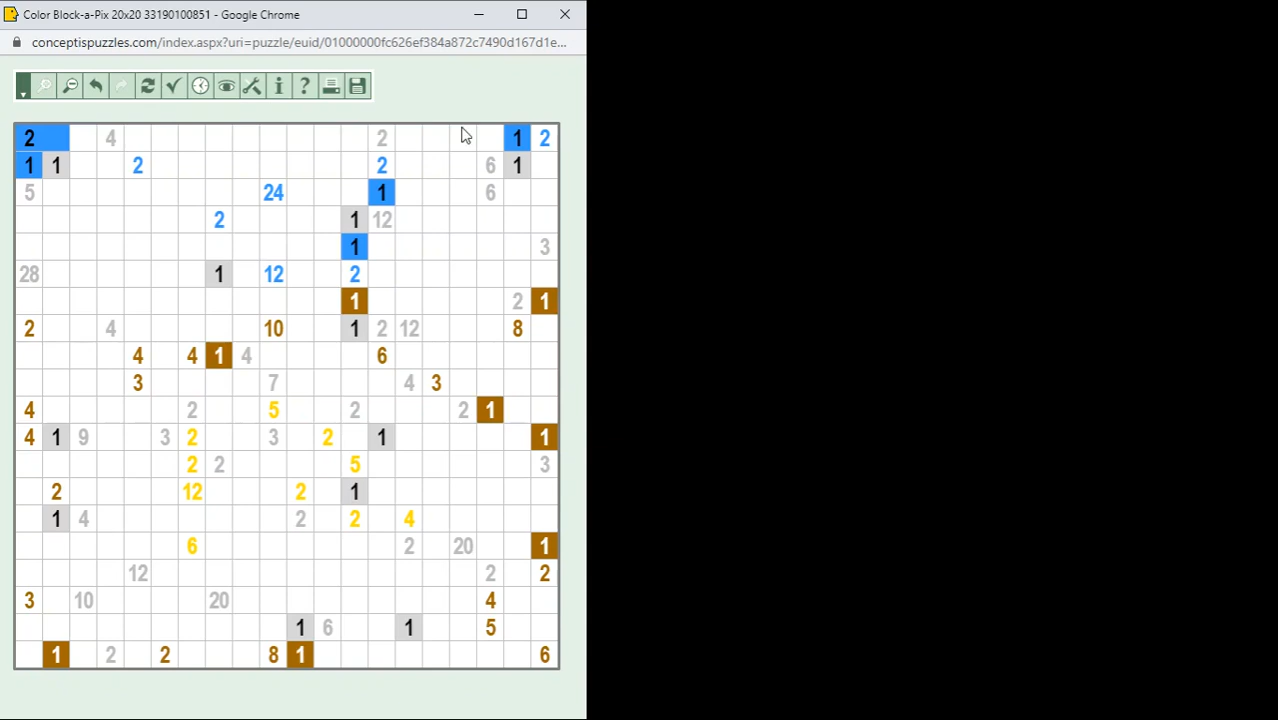 Color Block-a-Pix 20x20 33190100851 - Google Chrome
conceptispuzzles.com/index.aspx?uri=puzzle/euid/01000000fc626ef384a872c7490d167d1e...
2 4 2 1 2
1 1 2 2 6 1
5 24 1 6
2 1 12
1 3
28 1 12 2
1 2 1
2 4 10 1 2 12 8
4 4 1 4 6
3 7 4 3
4 2 5 2 2 1
4 1 9 3 2 3 2 1 1
2 2 5 3
2 12 2 1
1 4 2 2 4
6 2 20 1
12 2 2
3 10 20 4
1 6 1 5
1 2 2 8 1 6